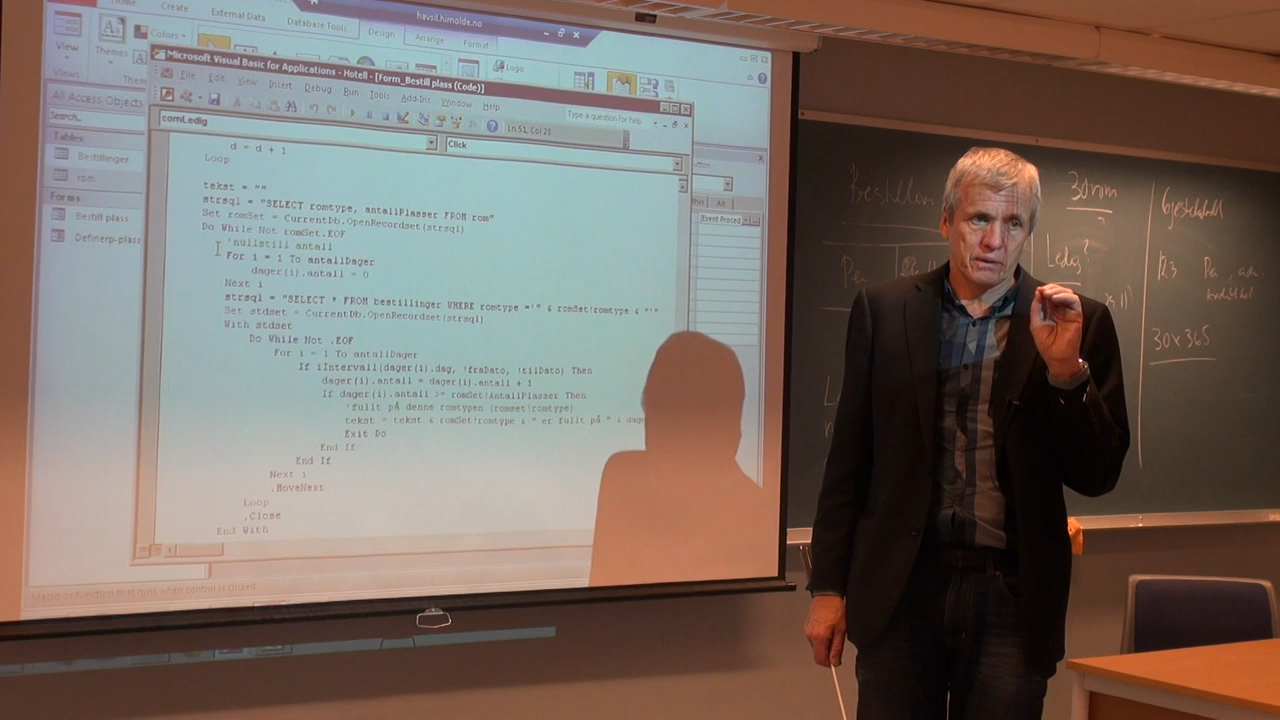 havsil.himolde.no
Home
Create
External Data
Database Tools
Design
Arrange
Format
View
Themes
Colors
Logo
Views
Microsoft Visual Basic for Applications - Hotell - [Form_Bestill plass (Code)]
File Edit View Insert Debug Run Tools Add-Ins Window Help
Type a question for help
Ln 51, Col 20
All Access Objects
Search..
Tables
Bestillinger
rom
Forms
Bestill plass
Definerp-plass
Click
All
[Event Proced
d = d + 1
Loop
tekst = ""
strsql = "SELECT romtype, antallPlasser FROM rom"
Set romSet = CurrentDb.OpenRecordset(strsql)
Do While Not romSet.EOF
'nullstill antall
For i = 1 To antallDager
dager(i).antall = 0
Next i
strsql = "SELECT * FROM bestillinger WHERE romtype ='" & romSet!romtype & "'"
Set stdset = CurrentDb.OpenRecordset(strsql)
With stdset
Do While Not .EOF
For i = 1 To antallDager
If iIntervall(dager(i).dag, !fraDato, !tilDato) Then
dager(i).antall = dager(i).antall + 1
If dager(i).antall >= romSet!antallPlasser Then
'fullt på denne romtypen (romset!romtype)
tekst = tekst & romSet!romtype & " er fullt på " & dage
Exit Do
End If
End If
Next i
.MoveNext
Loop
.Close
End With
Macro or function that runs when control is clicked
30 rom
Ledig?
Per
30x365